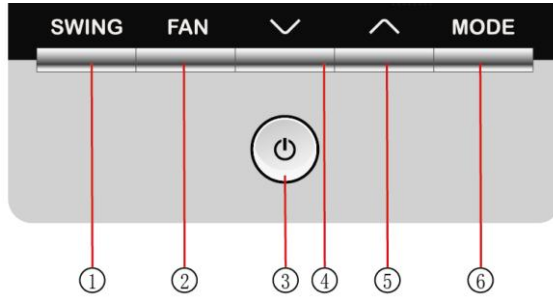 SWING FAN MODE
① ② ③ ④ ⑤ ⑥